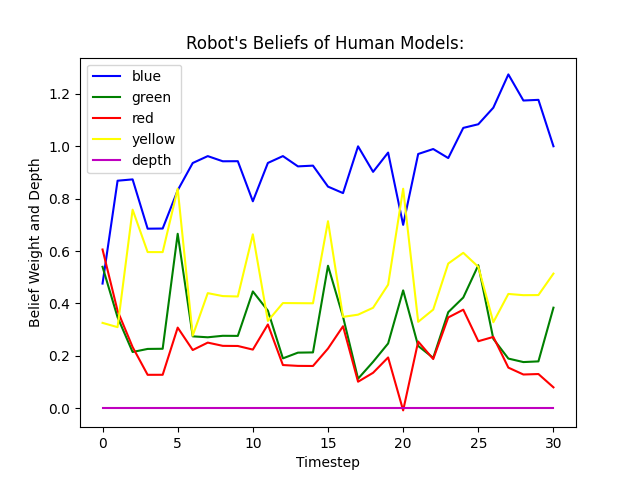 Robot's Beliefs of Human Models:
blue
green
red
yellow
depth
Belief Weight and Depth
1.2
1.0
0.8
0.6
0.4
0.2
0.0
0 5 10 15 20 25 30
Timestep